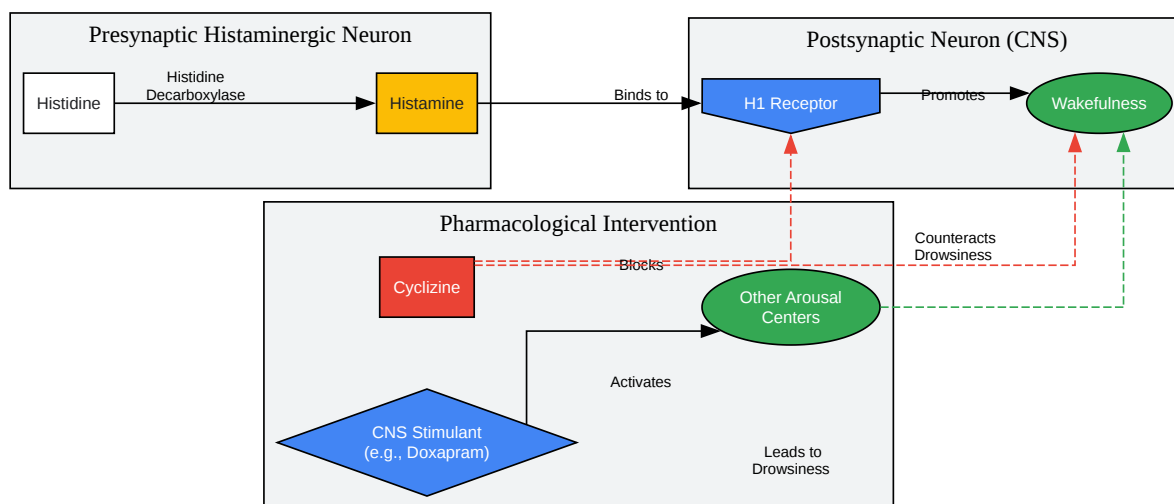 Presynaptic Histaminergic Neuron
Postsynaptic Neuron (CNS)
Histidine
Histidine
Decarboxylase
Histamine
Binds to
H1 Receptor
Promotes
Wakefulness
Pharmacological Intervention
Cyclizine
Blocks
Counteracts
Drowsiness
Other Arousal
Centers
Activates
CNS Stimulant
(e.g., Doxapram)
Leads to
Drowsiness